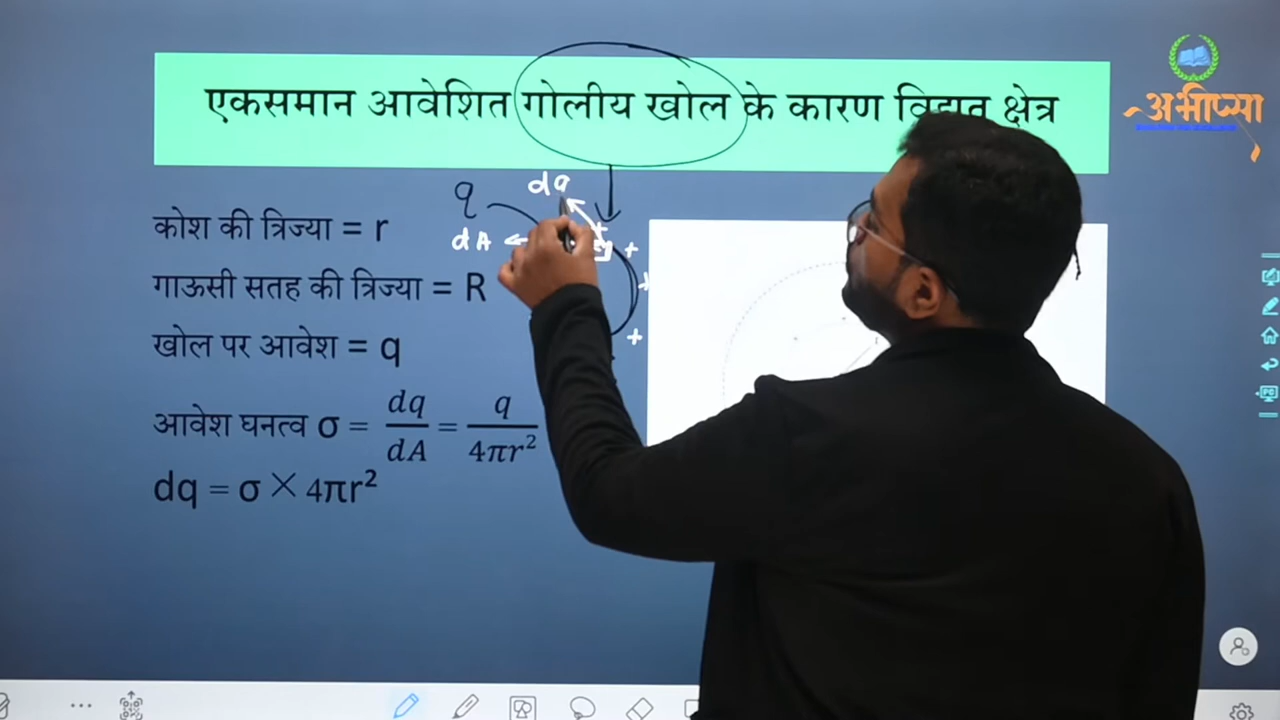 एकसमान आवेशित गोलीय खोल के कारण विद्युत क्षेत्र
अभीप्सा
q
dq
dA
कोश की त्रिज्या = r
गाऊसी सतह की त्रिज्या = R
खोल पर आवेश = q
आवेश घनत्व σ = dq/dA = q/4πr²
dq = σ × 4πr²